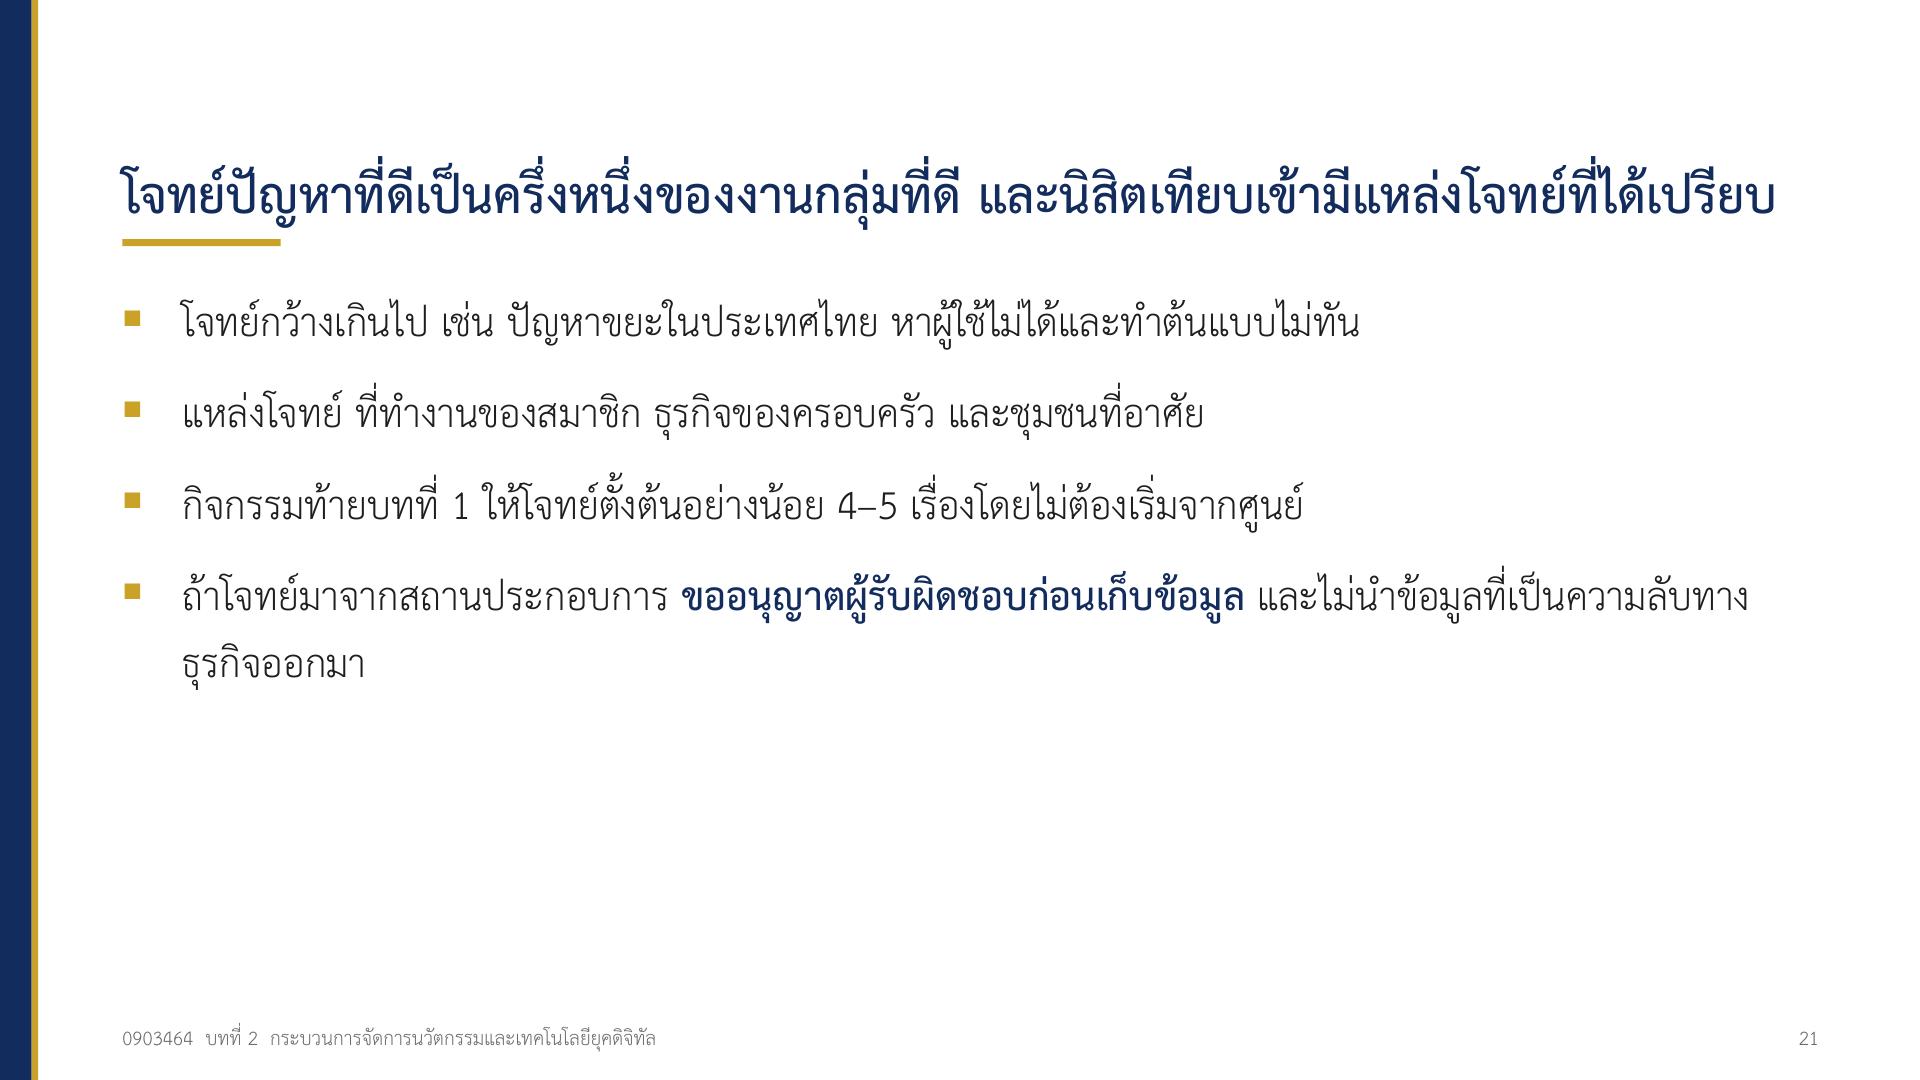 โจทย์ปัญหาที่ดีเป็นครึ่งหนึ่งของงานกลุ่มที่ดี และนิสิตเทียบเข้ามีแหล่งโจทย์ที่ได้เปรียบ
โจทย์กว้างเกินไป เช่น ปัญหาขยะในประเทศไทย หาผู้ใช้ไม่ได้และทำต้นแบบไม่ทัน
แหล่งโจทย์ ที่ทำงานของสมาชิก ธุรกิจของครอบครัว และชุมชนที่อาศัย
กิจกรรมท้ายบทที่ 1 ให้โจทย์ตั้งต้นอย่างน้อย 4–5 เรื่องโดยไม่ต้องเริ่มจากศูนย์
ถ้าโจทย์มาจากสถานประกอบการ ขออนุญาตผู้รับผิดชอบก่อนเก็บข้อมูล และไม่นำข้อมูลที่เป็นความลับทาง
ธุรกิจออกมา
0903464 บทที่ 2 กระบวนการจัดการนวัตกรรมและเทคโนโลยียุคดิจิทัล
21